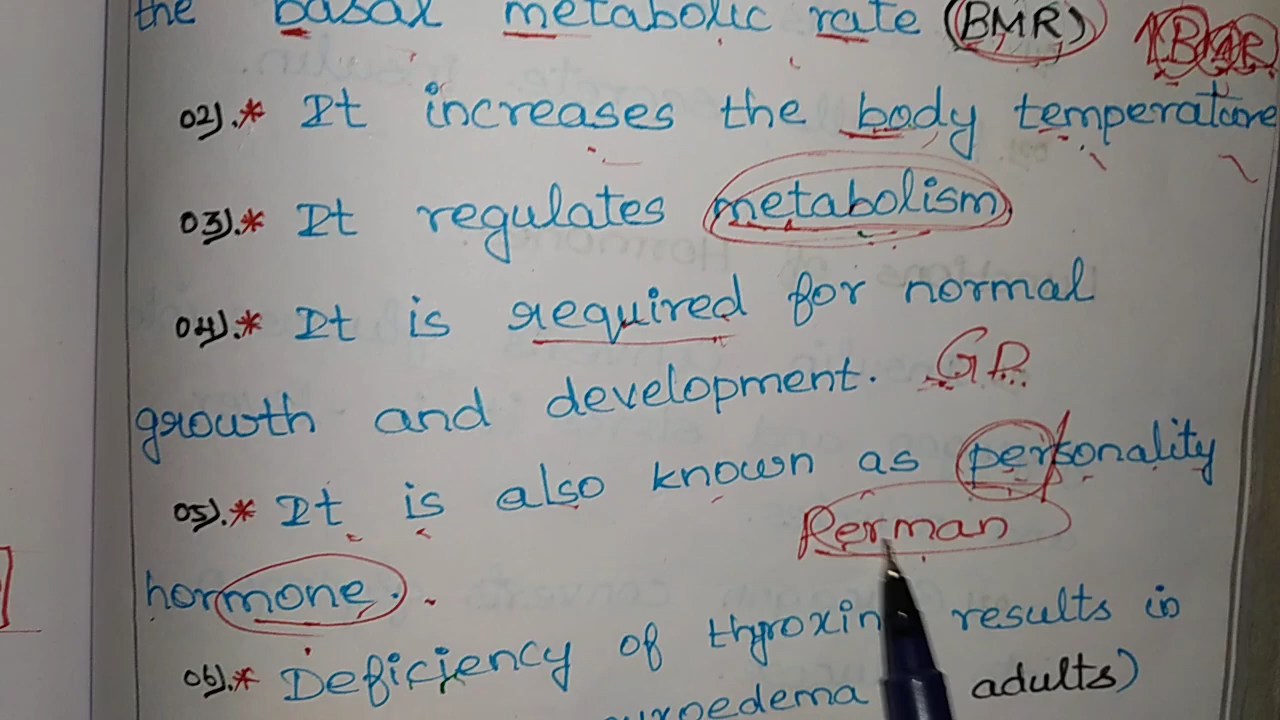 the basal metabolic rate (BMR) (BMR
02).* It increases the body temperature
03).* It regulates metabolism
04).* It is required for normal
growth and development. GD
05).* It is also known as personality
Perman
hormone.
06).* Deficiency of thyroxin results in
adults)